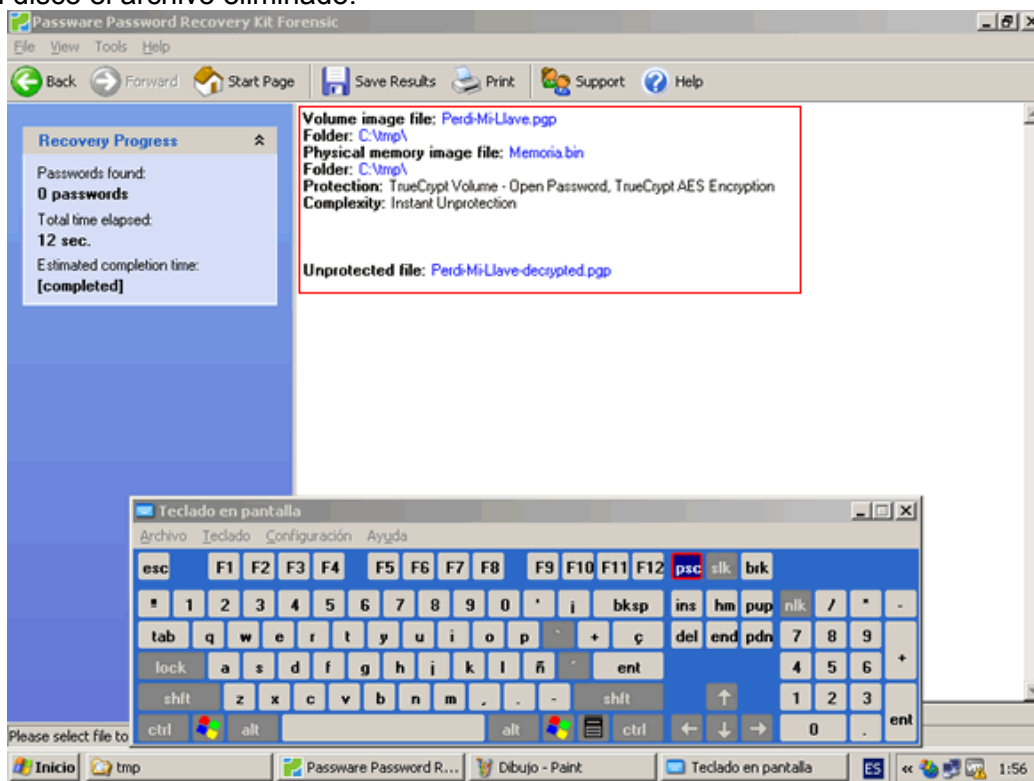 disco el archivo eliminado.
Passware Password Recovery Kit Forensic
File View Tools Help
Back Forward Start Page Save Results Print Support Help
Recovery Progress
Passwords found:
0 passwords
Total time elapsed:
12 sec.
Estimated completion time:
[completed]
Volume image file: Perdi-Mi-Llave.pgp
Folder: C:\tmp\
Physical memory image file: Memoria.bin
Folder: C:\tmp\
Protection: TrueCrypt Volume - Open Password, TrueCrypt AES Encryption
Complexity: Instant Unprotection
Unprotected file: Perdi-Mi-Llave-decrypted.pgp
Teclado en pantalla
Archivo Teclado Configuración Ayuda
esc F1 F2 F3 F4 F5 F6 F7 F8 F9 F10 F11 F12 psc slk brk
1 2 3 4 5 6 7 8 9 0 ' ¡ bksp ins hm pup nlk / * -
tab q w e r t y u i o p ` + ç del end pdn 7 8 9 +
lock a s d f g h j k l ñ ´ ent 4 5 6
shft z x c v b n m , . - shft ↑ 1 2 3 ent
ctrl alt alt ctrl ← ↓ → 0 .
Please select file to
Inicio tmp Passware Password R... Dibujo - Paint Teclado en pantalla ES « 1:56